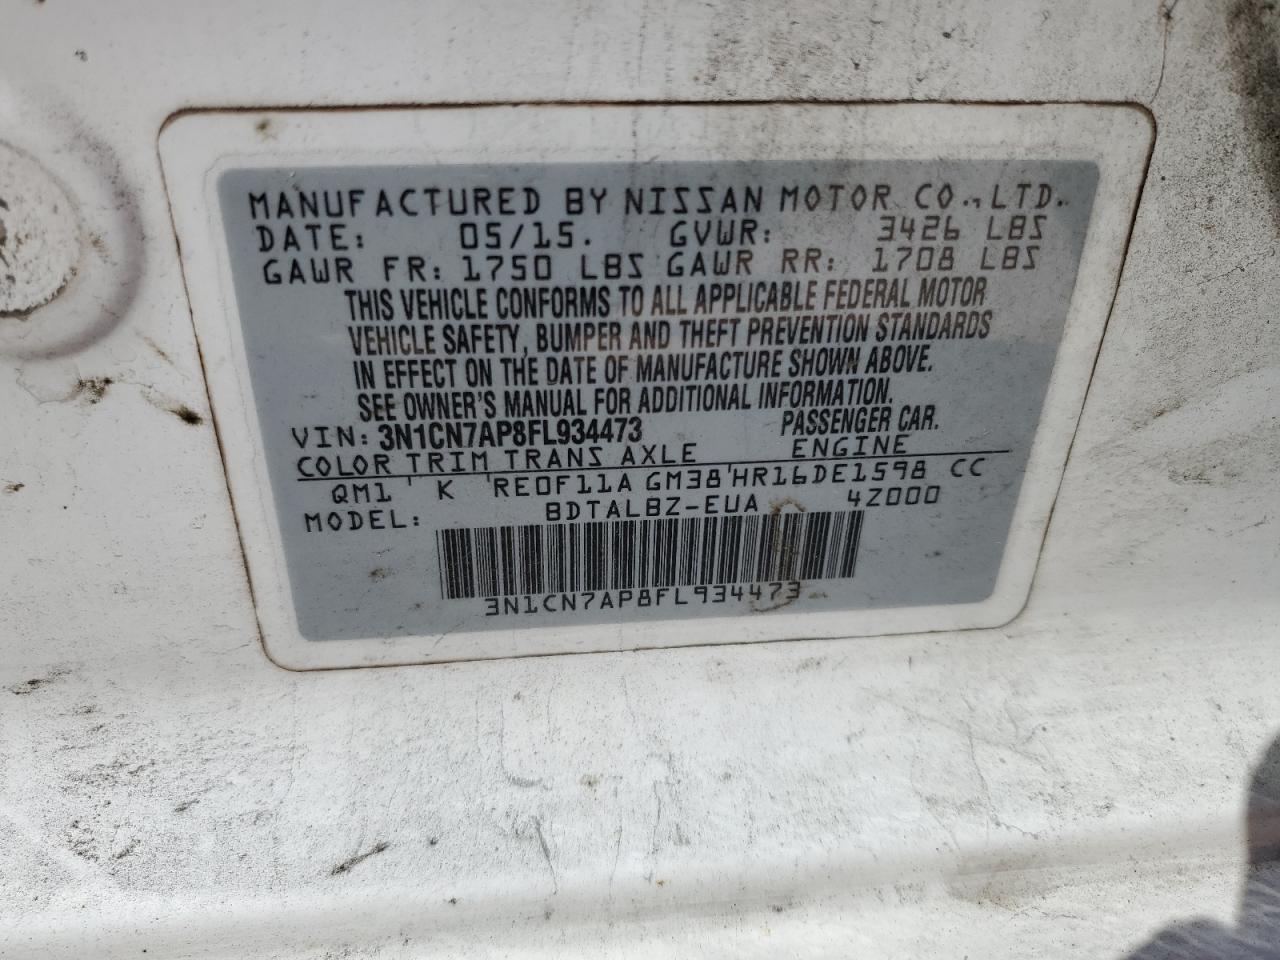 MANUFACTURED BY NISSAN MOTOR CO.,LTD.
DATE: 05/15. GVWR: 3426 LBS
GAWR FR: 1750 LBS GAWR RR: 1708 LBS
THIS VEHICLE CONFORMS TO ALL APPLICABLE FEDERAL MOTOR
VEHICLE SAFETY, BUMPER AND THEFT PREVENTION STANDARDS
IN EFFECT ON THE DATE OF MANUFACTURE SHOWN ABOVE.
SEE OWNER'S MANUAL FOR ADDITIONAL INFORMATION.
VIN: 3N1CN7AP8FL934473 PASSENGER CAR.
COLOR TRIM TRANS AXLE ENGINE
QM1 ' K 'RE0F11A GM38'HR16DE1598 CC
MODEL: BDTALBZ-EUA 4Z000
3N1CN7AP8FL934473